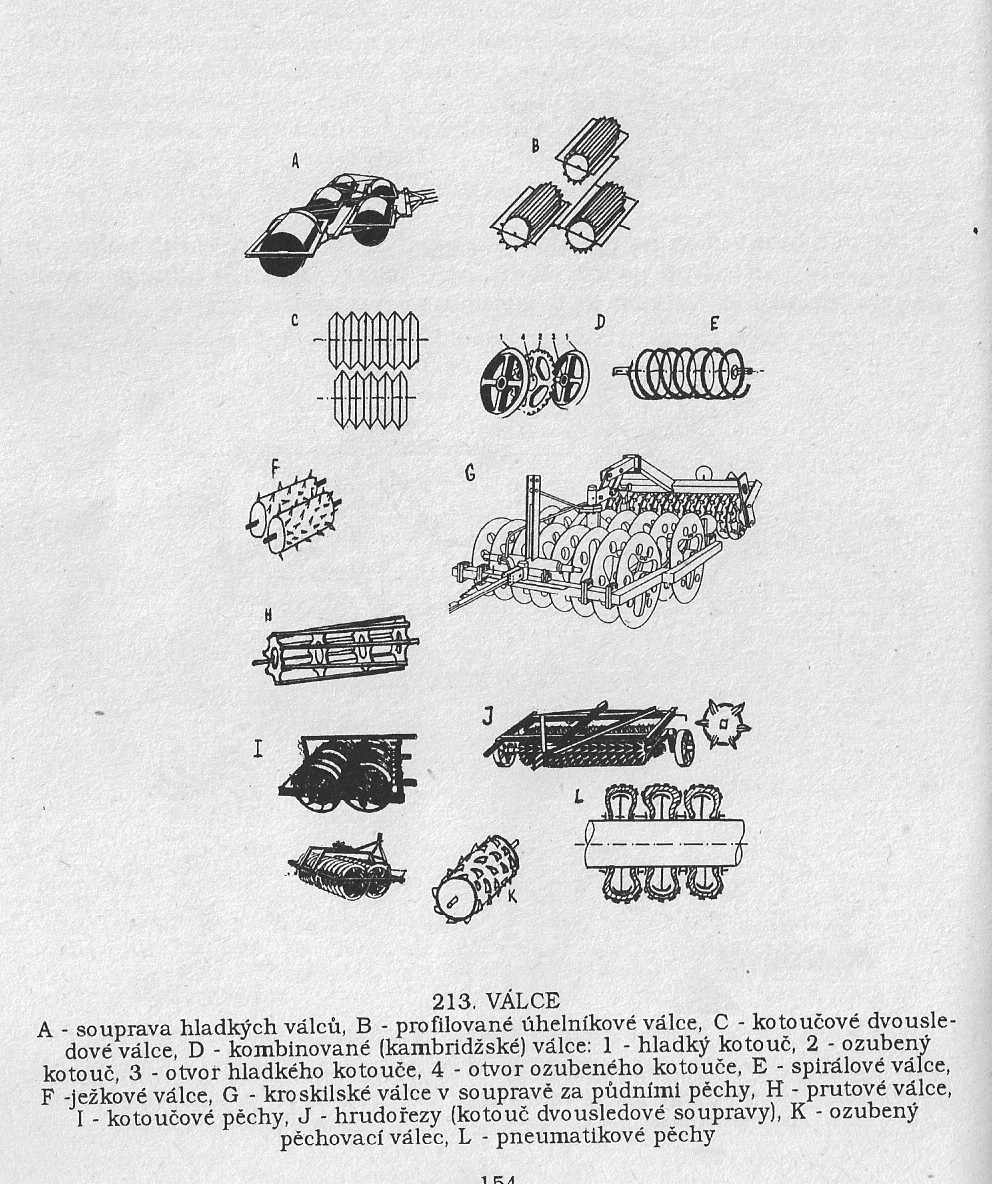 A
B
C
1 4 2 3 1
D
E
F
G
H
J
I
L
K
213. VÁLCE
A - souprava hladkých válců, B - profilované úhelníkové válce, C - kotoučové dvousle-
dové válce, D - kombinované (kambridžské) válce: 1 - hladký kotouč, 2 - ozubený
kotouč, 3 - otvor hladkého kotouče, 4 - otvor ozubeného kotouče, E - spirálové válce,
F -ježkové válce, G - kroskilské válce v soupravě za půdními pěchy, H - prutové válce,
I - kotoučové pěchy, J - hrudořezy (kotouč dvousledové soupravy), K - ozubený
pěchovací válec, L - pneumatikové pěchy
154